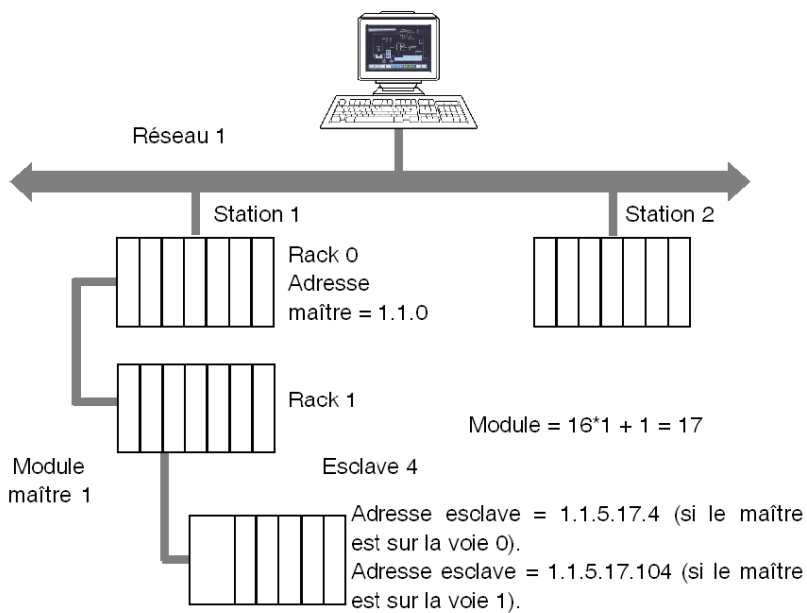 Réseau 1
Station 1
Station 2
Rack 0
Adresse
maître = 1.1.0
Rack 1
Module = 16*1 + 1 = 17
Module
maître 1
Esclave 4
Adresse esclave = 1.1.5.17.4 (si le maître
est sur la voie 0).
Adresse esclave = 1.1.5.17.104 (si le maître
est sur la voie 1).